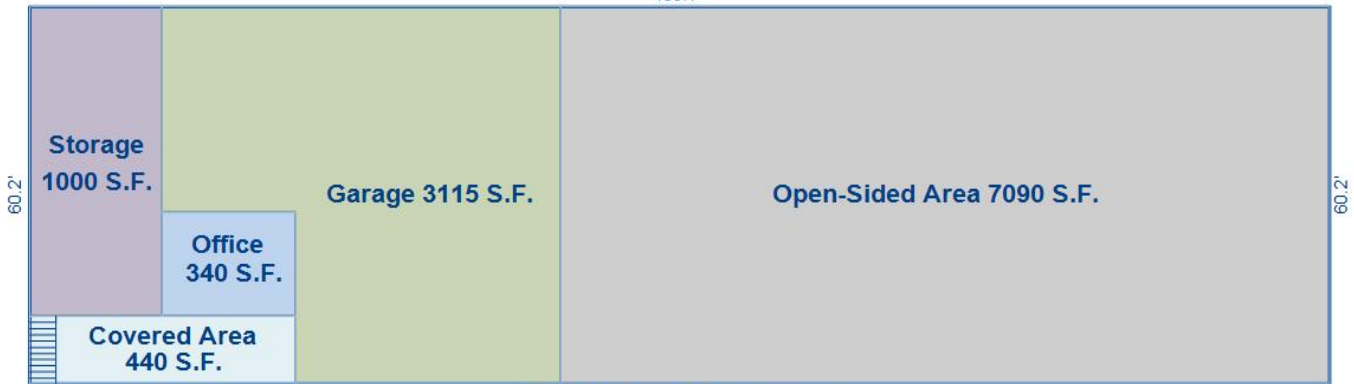 60.2'
Storage
1000 S.F.
Garage 3115 S.F.
Open-Sided Area 7090 S.F.
60.2'
Office
340 S.F.
Covered Area
440 S.F.